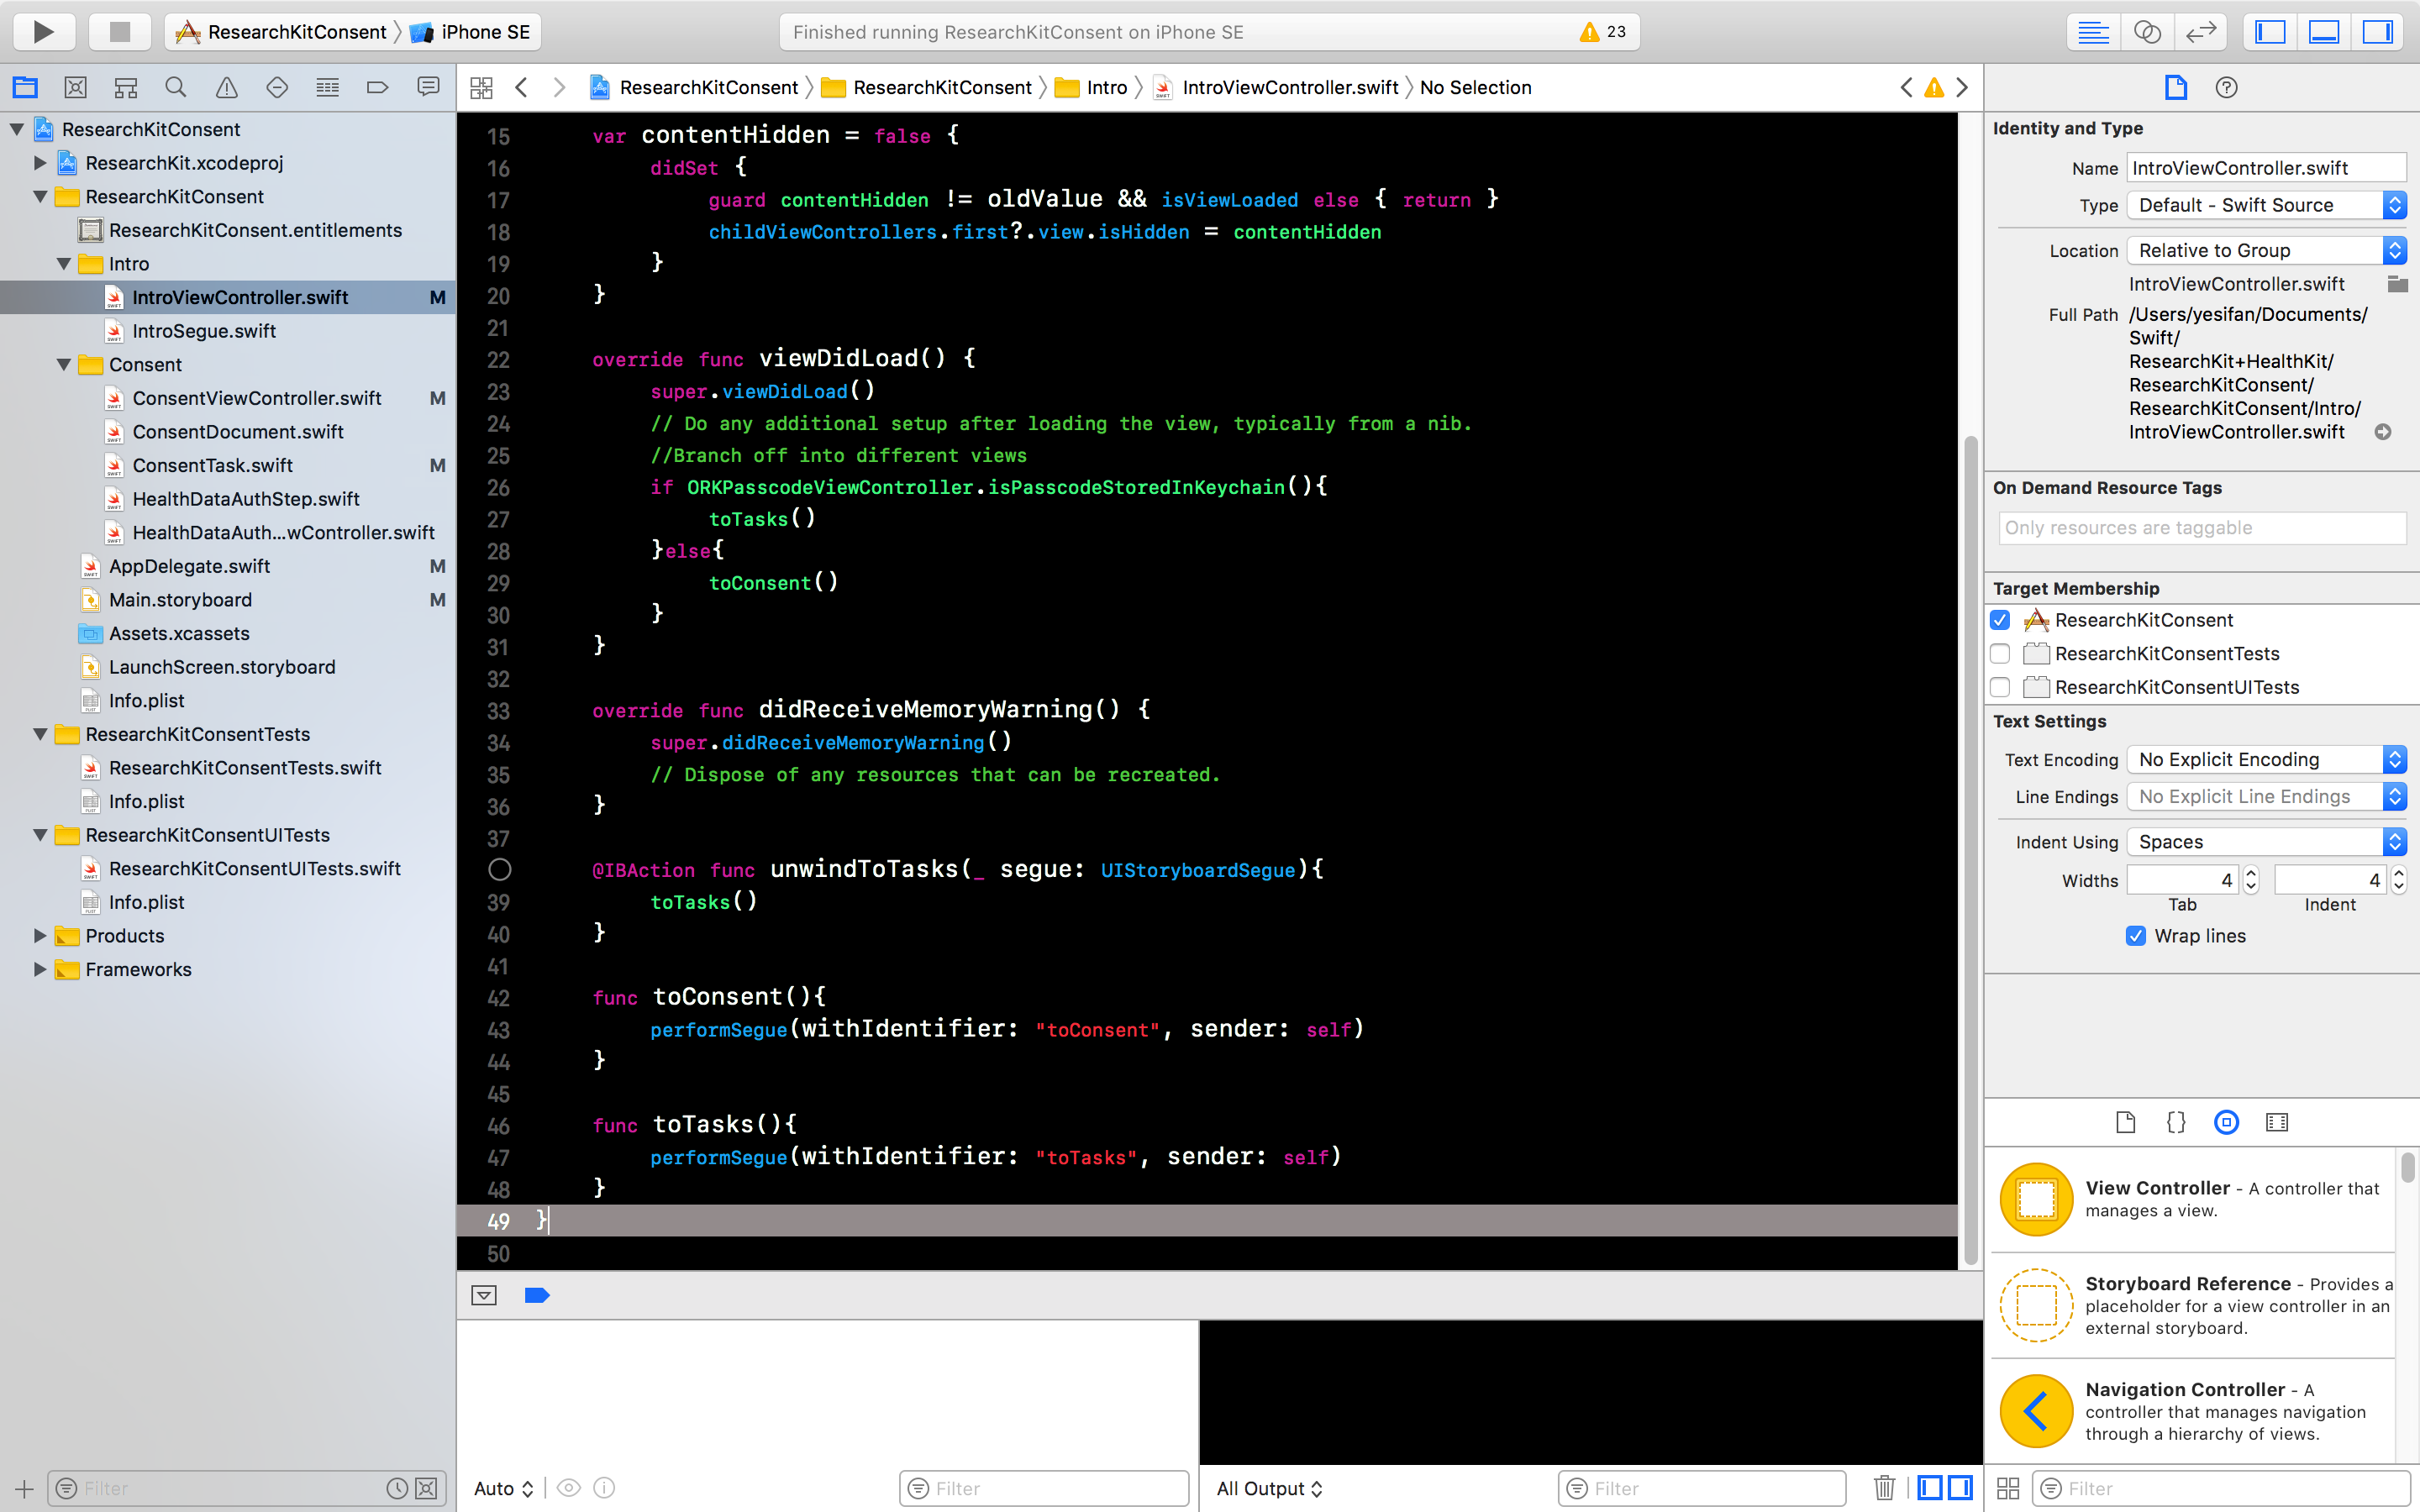 ResearchKitConsent 〉 iPhone SE
Finished running ResearchKitConsent on iPhone SE
23
ResearchKitConsent
ResearchKit.xcodeproj
ResearchKitConsent
ResearchKitConsent.entitlements
Intro
IntroViewController.swift M
IntroSegue.swift
Consent
ConsentViewController.swift M
ConsentDocument.swift
ConsentTask.swift M
HealthDataAuthStep.swift
HealthDataAuth...wController.swift
AppDelegate.swift M
Main.storyboard M
Assets.xcassets
LaunchScreen.storyboard
Info.plist
ResearchKitConsentTests
ResearchKitConsentTests.swift
Info.plist
ResearchKitConsentUITests
ResearchKitConsentUITests.swift
Info.plist
Products
Frameworks
Filter
ResearchKitConsent 〉 ResearchKitConsent 〉 Intro 〉 IntroViewController.swift 〉 No Selection
15 var contentHidden = false {
16 didSet {
17 guard contentHidden != oldValue && isViewLoaded else { return }
18 childViewControllers.first?.view.isHidden = contentHidden
19 }
20 }
21
22 override func viewDidLoad() {
23 super.viewDidLoad()
24 // Do any additional setup after loading the view, typically from a nib.
25 //Branch off into different views
26 if ORKPasscodeViewController.isPasscodeStoredInKeychain(){
27 toTasks()
28 }else{
29 toConsent()
30 }
31 }
32
33 override func didReceiveMemoryWarning() {
34 super.didReceiveMemoryWarning()
35 // Dispose of any resources that can be recreated.
36 }
37
@IBAction func unwindToTasks(_ segue: UIStoryboardSegue){
39 toTasks()
40 }
41
42 func toConsent(){
43 performSegue(withIdentifier: "toConsent", sender: self)
44 }
45
46 func toTasks(){
47 performSegue(withIdentifier: "toTasks", sender: self)
48 }
49 }
50
Auto
Filter
All Output
Filter
Identity and Type
Name IntroViewController.swift
Type Default - Swift Source
Location Relative to Group
IntroViewController.swift
Full Path /Users/yesifan/Documents/
Swift/
ResearchKit+HealthKit/
ResearchKitConsent/
ResearchKitConsent/Intro/
IntroViewController.swift
On Demand Resource Tags
Only resources are taggable
Target Membership
ResearchKitConsent
ResearchKitConsentTests
ResearchKitConsentUITests
Text Settings
Text Encoding No Explicit Encoding
Line Endings No Explicit Line Endings
Indent Using Spaces
Widths 4 4
Tab Indent
Wrap lines
{}
View Controller - A controller that
manages a view.
Storyboard Reference - Provides a
placeholder for a view controller in an
external storyboard.
Navigation Controller - A
controller that manages navigation
through a hierarchy of views.
Filter